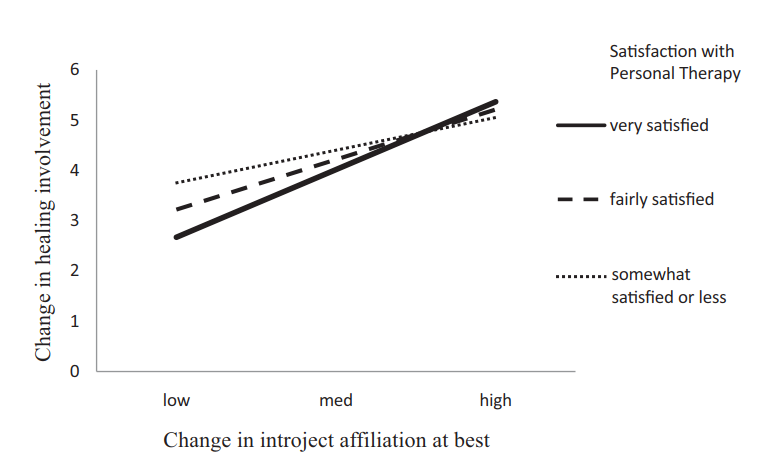 Satisfaction with
Personal Therapy
very satisfied
fairly satisfied
somewhat
satisfied or less
Change in healing involvement
6
5
4
3
2
1
0
low med high
Change in introject affiliation at best